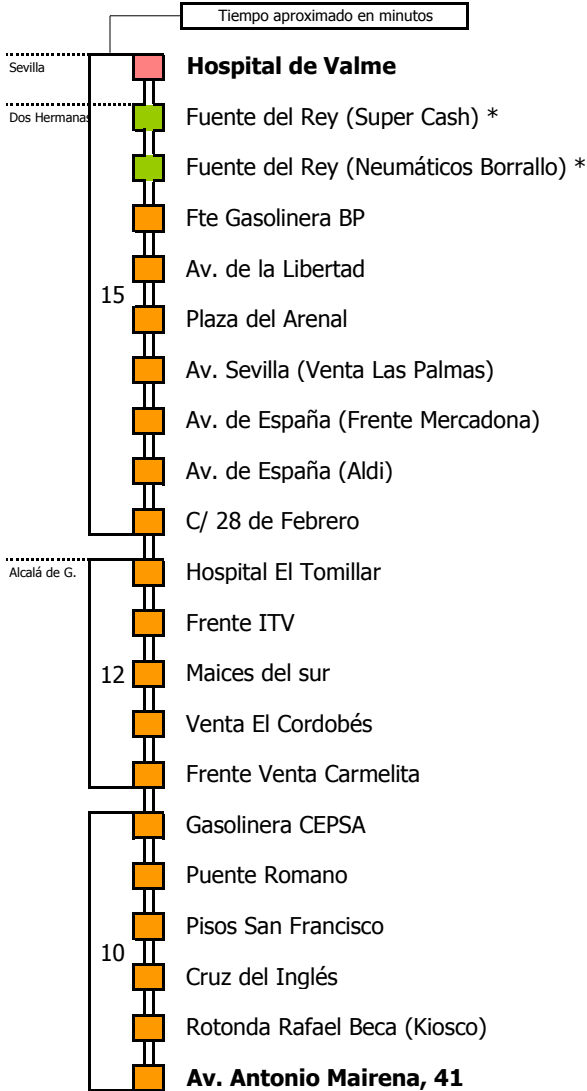 Tiempo aproximado en minutos
Sevilla
Hospital de Valme
Dos Hermanas
Fuente del Rey (Super Cash) *
Fuente del Rey (Neumáticos Borrallo) *
Fte Gasolinera BP
Av. de la Libertad
15
Plaza del Arenal
Av. Sevilla (Venta Las Palmas)
Av. de España (Frente Mercadona)
Av. de España (Aldi)
C/ 28 de Febrero
Alcalá de G.
Hospital El Tomillar
Frente ITV
12
Maices del sur
Venta El Cordobés
Frente Venta Carmelita
Gasolinera CEPSA
Puente Romano
Pisos San Francisco
10
Cruz del Inglés
Rotonda Rafael Beca (Kiosco)
Av. Antonio Mairena, 41